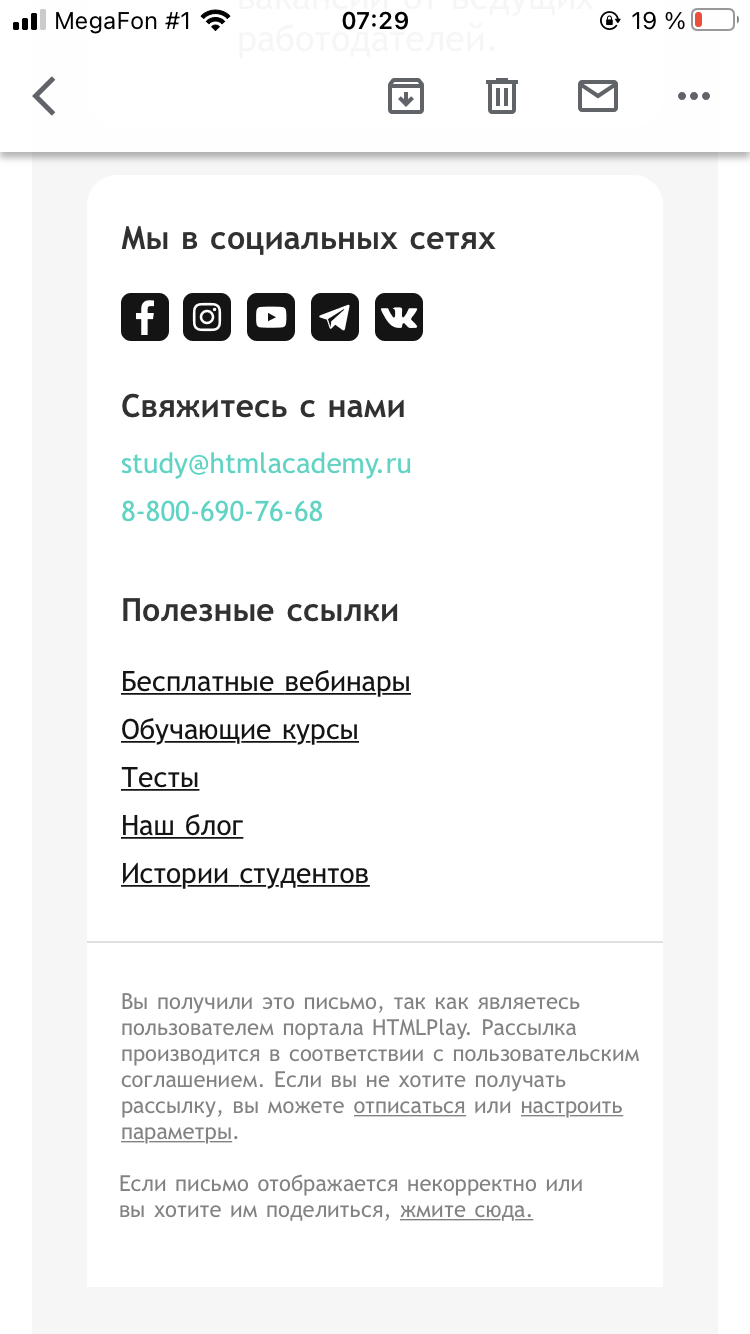 MegaFon #1 07:29 19 %
вакансии от ведущих
работодателей.
Мы в социальных сетях
Свяжитесь с нами
study@htmlacademy.ru
8-800-690-76-68
Полезные ссылки
Бесплатные вебинары
Обучающие курсы
Тесты
Наш блог
Истории студентов
Вы получили это письмо, так как являетесь
пользователем портала HTMLPlay. Рассылка
производится в соответствии с пользовательским
соглашением. Если вы не хотите получать
рассылку, вы можете отписаться или настроить
параметры.
Если письмо отображается некорректно или
вы хотите им поделиться, жмите сюда.